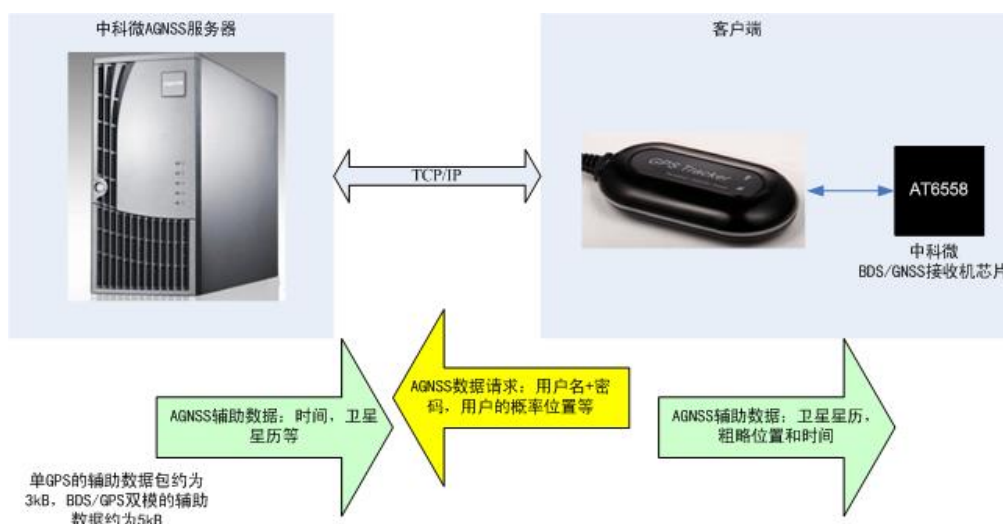 中科微AGNSS服务器
客户端
TCP/IP
GPS Tracker
AT6558
中科微
BDS/GNSS接收机芯片
AGNSS数据请求：用户名+密
码，用户的概率位置等
AGNSS辅助数据：时间，卫星
星历等
AGNSS辅助数据：卫星星历，
粗略位置和时间
单GPS的辅助数据包约为
3kB，BDS/GPS双模的辅助
数据约为5kB